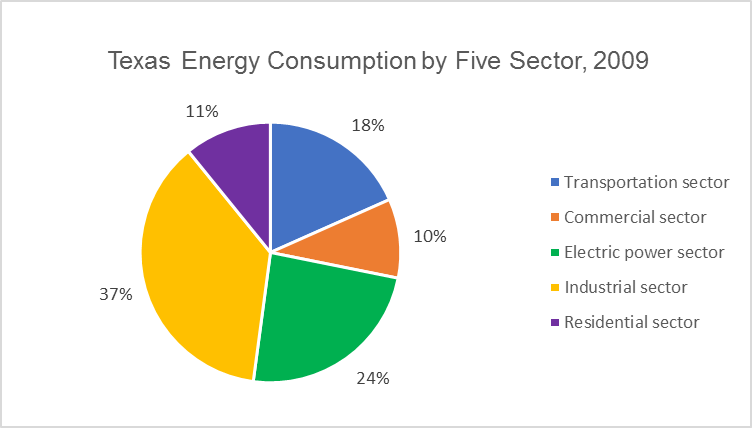 Texas Energy Consumption by Five Sector, 2009
11%
18%
Transportation sector
Commercial sector
10%
Electric power sector
37%
Industrial sector
Residential sector
24%